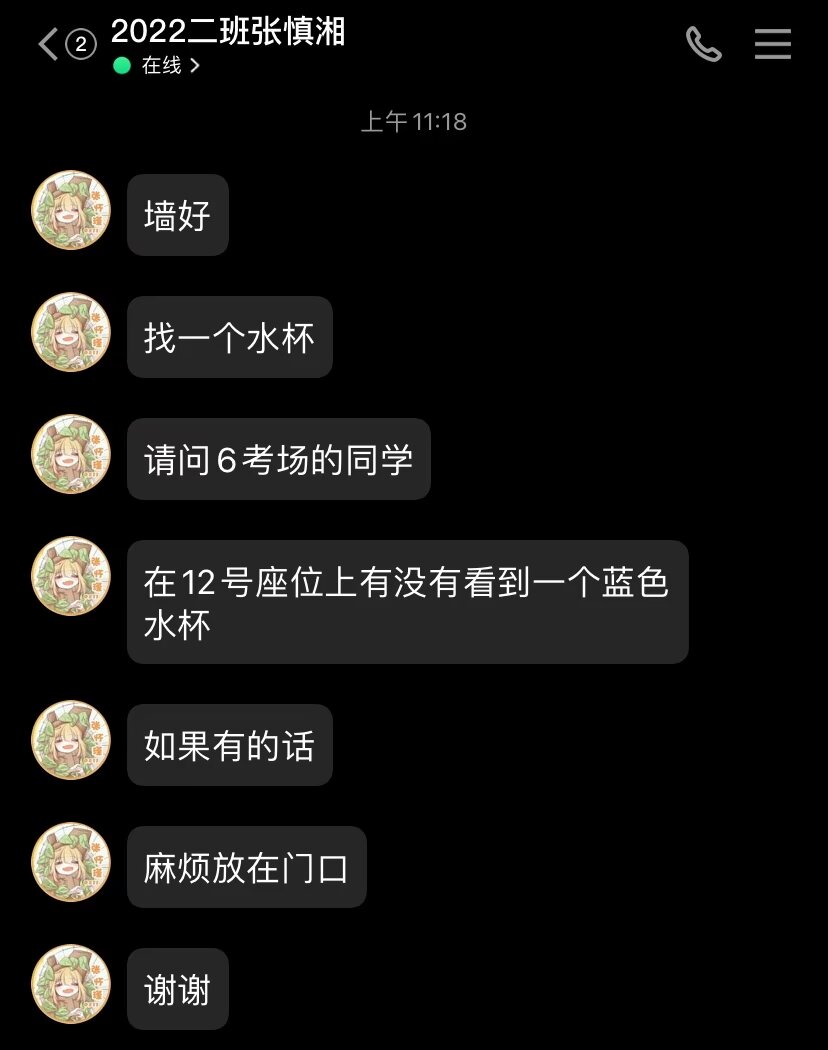 2
2022二班张慎湘
在线
上午11:18
墙好
找一个水杯
请问6考场的同学
在12号座位上有没有看到一个蓝色
水杯
如果有的话
麻烦放在门口
谢谢